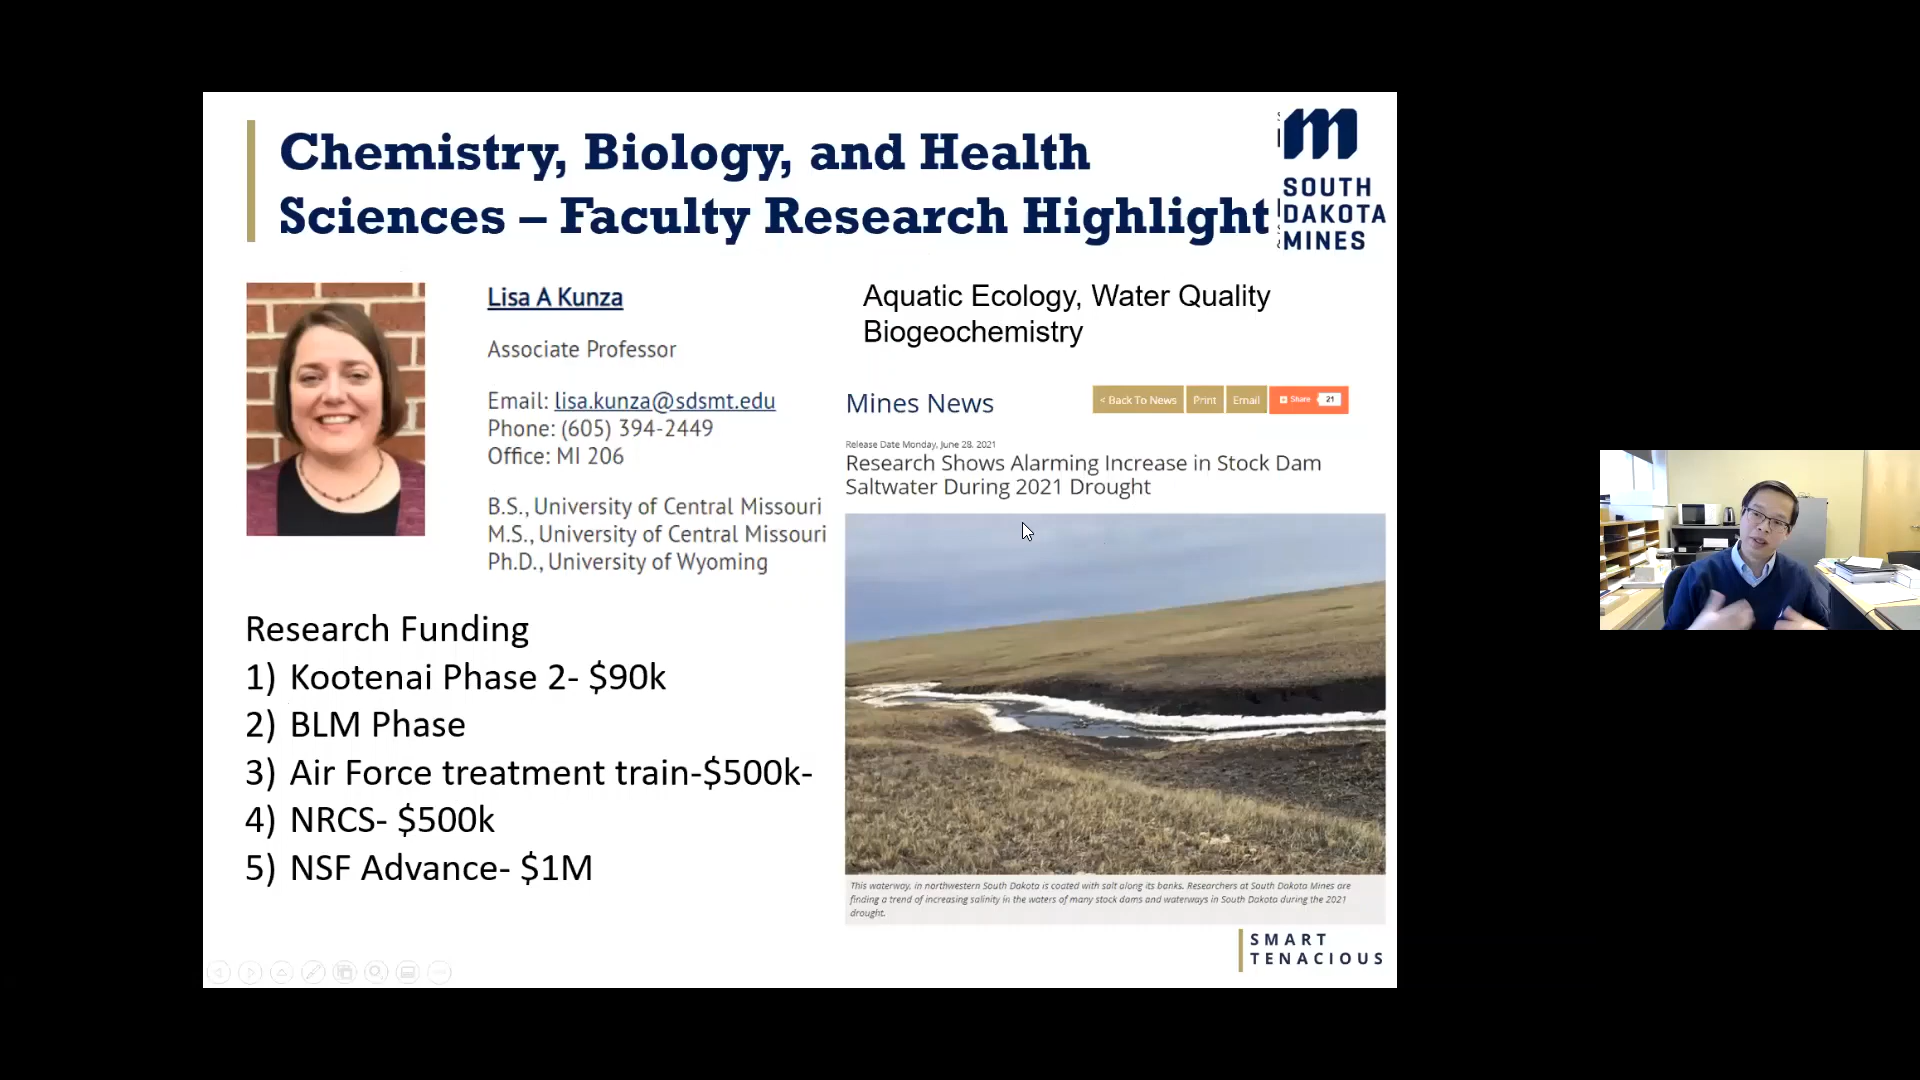 Chemistry, Biology, and Health
Sciences – Faculty Research Highlight
SOUTH
DAKOTA
MINES
Lisa A Kunza
Associate Professor
Email: lisa.kunza@sdsmt.edu
Phone: (605) 394-2449
Office: MI 206
B.S., University of Central Missouri
M.S., University of Central Missouri
Ph.D., University of Wyoming
Research Funding
1) Kootenai Phase 2- $90k
2) BLM Phase
3) Air Force treatment train-$500k-
4) NRCS- $500k
5) NSF Advance- $1M
Aquatic Ecology, Water Quality
Biogeochemistry
Mines News
< Back To News
Print
Email
Share
21
Release Date Monday, June 28, 2021
Research Shows Alarming Increase in Stock Dam
Saltwater During 2021 Drought
This waterway, in northwestern South Dakota is coated with salt along its banks. Researchers at South Dakota Mines are
finding a trend of increasing salinity in the waters of many stock dams and waterways in South Dakota during the 2021
drought.
SMART
TENACIOUS